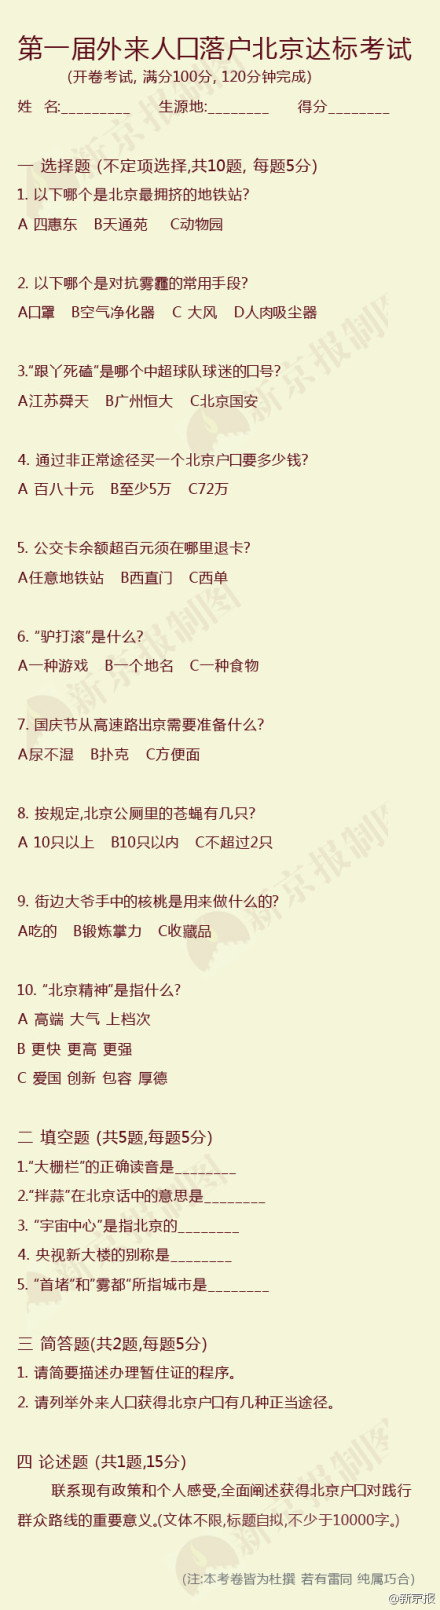 第一届外来人口落户北京达标考试
(开卷考试, 满分100分, 120分钟完成)
姓 名:_________ 生源地:________ 得分________
一 选择题 (不定项选择,共10题, 每题5分)
1. 以下哪个是北京最拥挤的地铁站?
A 四惠东 B天通苑 C动物园
2. 以下哪个是对抗雾霾的常用手段?
A口罩 B空气净化器 C 大风 D人肉吸尘器
3."跟丫死磕"是哪个中超球队球迷的口号?
A江苏舜天 B广州恒大 C北京国安
4. 通过非正常途径买一个北京户口要多少钱?
A 百八十元 B至少5万 C72万
5. 公交卡余额超百元须在哪里退卡?
A任意地铁站 B西直门 C西单
6. "驴打滚"是什么?
A一种游戏 B一个地名 C一种食物
7. 国庆节从高速路出京需要准备什么?
A尿不湿 B扑克 C方便面
8. 按规定,北京公厕里的苍蝇有几只?
A 10只以上 B10只以内 C不超过2只
9. 街边大爷手中的核桃是用来做什么的?
A吃的 B锻炼掌力 C收藏品
10. "北京精神"是指什么?
A 高端 大气 上档次
B 更快 更高 更强
C 爱国 创新 包容 厚德
二 填空题 (共5题,每题5分)
1."大栅栏"的正确读音是________
2."拌蒜"在北京话中的意思是________
3. "宇宙中心"是指北京的________
4. 央视新大楼的别称是________
5. "首堵"和"雾都"所指城市是________
三 简答题(共2题,每题5分)
1. 请简要描述办理暂住证的程序。
2. 请列举外来人口获得北京户口有几种正当途径。
四 论述题 (共1题,15分)
联系现有政策和个人感受,全面阐述获得北京户口对践行
群众路线的重要意义。(文体不限,标题自拟,不少于10000字。)
(注:本考卷皆为杜撰 若有雷同 纯属巧合)
@新京报
新京报制图
新京报制图
新京报制图
新京报制图
新京报制图
新京报制图